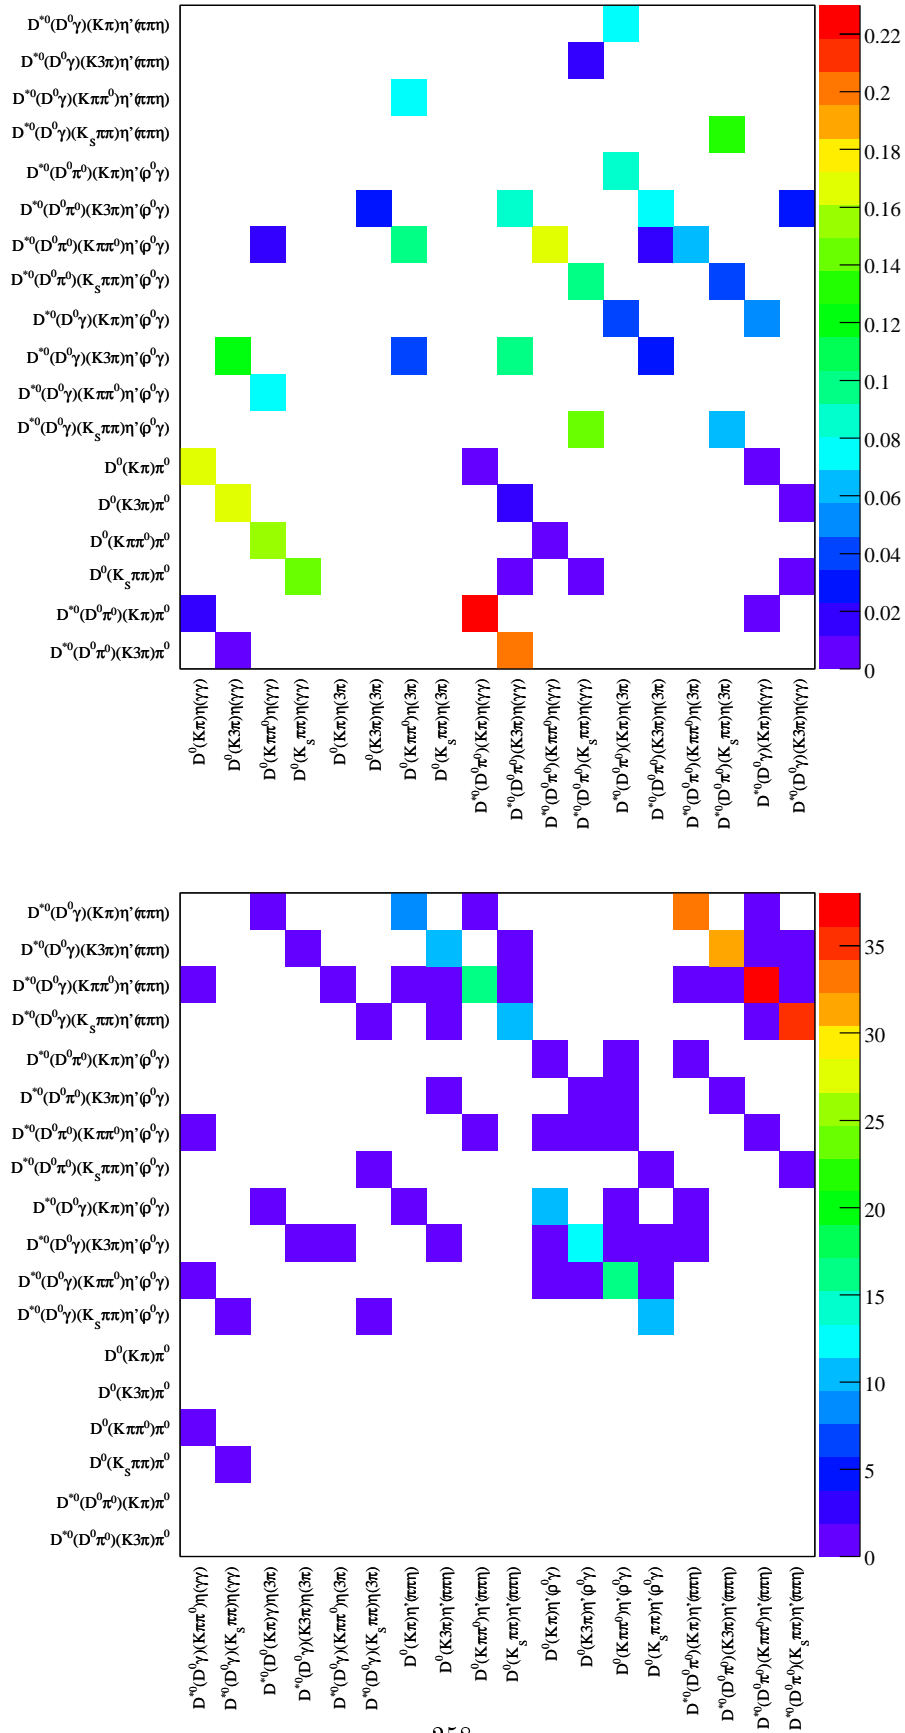 D*0(D0γ)(Kπ)η'(ππη)
D*0(D0γ)(K3π)η'(ππη)
D*0(D0γ)(Kππ0)η'(ππη)
D*0(D0γ)(Ksππ)η'(ππη)
D*0(D0π0)(Kπ)η'(ρ0γ)
D*0(D0π0)(K3π)η'(ρ0γ)
D*0(D0π0)(Kππ0)η'(ρ0γ)
D*0(D0π0)(Ksππ)η'(ρ0γ)
D*0(D0γ)(Kπ)η'(ρ0γ)
D*0(D0γ)(K3π)η'(ρ0γ)
D*0(D0γ)(Kππ0)η'(ρ0γ)
D*0(D0γ)(Ksππ)η'(ρ0γ)
D0(Kπ)π0
D0(K3π)π0
D0(Kππ0)π0
D0(Ksππ)π0
D*0(D0π0)(Kπ)π0
D*0(D0π0)(K3π)π0
0.22
0.2
0.18
0.16
0.14
0.12
0.1
0.08
0.06
0.04
0.02
0
D0(Kπ)η(γγ)
D0(K3π)η(γγ)
D0(Kππ0)η(γγ)
D0(Ksππ)η(γγ)
D0(Kπ)η(3π)
D0(K3π)η(3π)
D0(Kππ0)η(3π)
D0(Ksππ)η(3π)
D*0(D0π0)(Kπ)η(γγ)
D*0(D0π0)(K3π)η(γγ)
D*0(D0π0)(Kππ0)η(γγ)
D*0(D0π0)(Ksππ)η(γγ)
D*0(D0π0)(Kπ)η(3π)
D*0(D0π0)(K3π)η(3π)
D*0(D0π0)(Kππ0)η(3π)
D*0(D0π0)(Ksππ)η(3π)
D*0(D0γ)(Kπ)η(γγ)
D*0(D0γ)(K3π)η(γγ)
D*0(D0γ)(Kπ)η'(ππη)
D*0(D0γ)(K3π)η'(ππη)
D*0(D0γ)(Kππ0)η'(ππη)
D*0(D0γ)(Ksππ)η'(ππη)
D*0(D0π0)(Kπ)η'(ρ0γ)
D*0(D0π0)(K3π)η'(ρ0γ)
D*0(D0π0)(Kππ0)η'(ρ0γ)
D*0(D0π0)(Ksππ)η'(ρ0γ)
D*0(D0γ)(Kπ)η'(ρ0γ)
D*0(D0γ)(K3π)η'(ρ0γ)
D*0(D0γ)(Kππ0)η'(ρ0γ)
D*0(D0γ)(Ksππ)η'(ρ0γ)
D0(Kπ)π0
D0(K3π)π0
D0(Kππ0)π0
D0(Ksππ)π0
D*0(D0π0)(Kπ)π0
D*0(D0π0)(K3π)π0
35
30
25
20
15
10
5
0
D*0(D0γ)(Kππ0)η(γγ)
D*0(D0γ)(Ksππ)η(γγ)
D*0(D0(Kπ)γ)η(3π)
D*0(D0γ)(K3π)η(3π)
D*0(D0γ)(Kππ0)η(3π)
D*0(D0γ)(Ksππ)η(3π)
D0(Kπ)η'(ππη)
D0(K3π)η'(ππη)
D0(Kππ0)η'(ππη)
D0(Ksππ)η'(ππη)
D0(Kπ)η'(ρ0γ)
D0(K3π)η'(ρ0γ)
D0(Kππ0)η'(ρ0γ)
D0(Ksππ)η'(ρ0γ)
D*0(D0π0)(Kπ)η'(ππη)
D*0(D0π0)(K3π)η'(ππη)
D*0(D0π0)(Kππ0)η'(ππη)
D*0(D0π0)(Ksππ)η'(ππη)